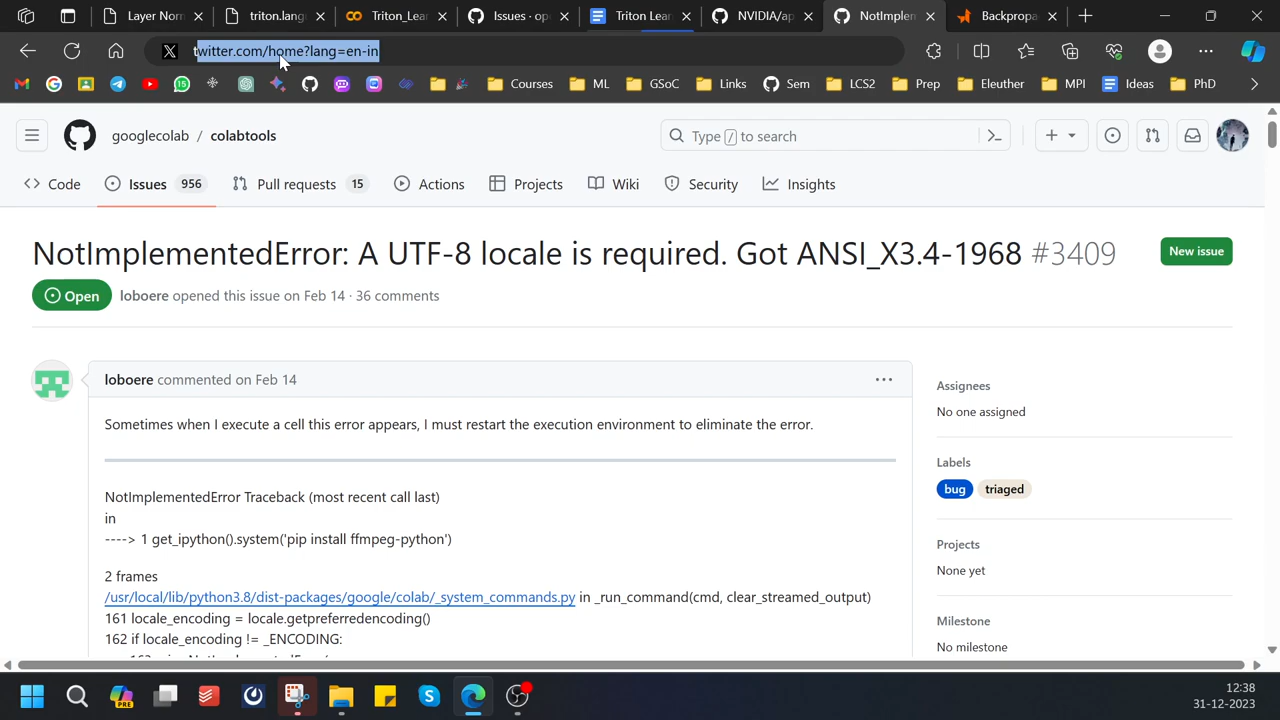 Layer Norm
triton.lang
Triton_Lea
Issues · op
Triton Lear
NVIDIA/ap
NotImplem
Backpropa
twitter.com/home?lang=en-in
Courses
ML
GSoC
Links
Sem
LCS2
Prep
Eleuther
MPI
Ideas
PhD
googlecolab / colabtools
Type / to search
Code
Issues 956
Pull requests 15
Actions
Projects
Wiki
Security
Insights
NotImplementedError: A UTF-8 locale is required. Got ANSI_X3.4-1968 #3409
New issue
Open
loboere opened this issue on Feb 14 · 36 comments
loboere commented on Feb 14
Sometimes when I execute a cell this error appears, I must restart the execution environment to eliminate the error.
NotImplementedError Traceback (most recent call last)
in
----> 1 get_ipython().system('pip install ffmpeg-python')
2 frames
/usr/local/lib/python3.8/dist-packages/google/colab/_system_commands.py in _run_command(cmd, clear_streamed_output)
161 locale_encoding = locale.getpreferredencoding()
162 if locale_encoding != _ENCODING:
Assignees
No one assigned
Labels
bug
triaged
Projects
None yet
Milestone
No milestone
PRE
12:38
31-12-2023